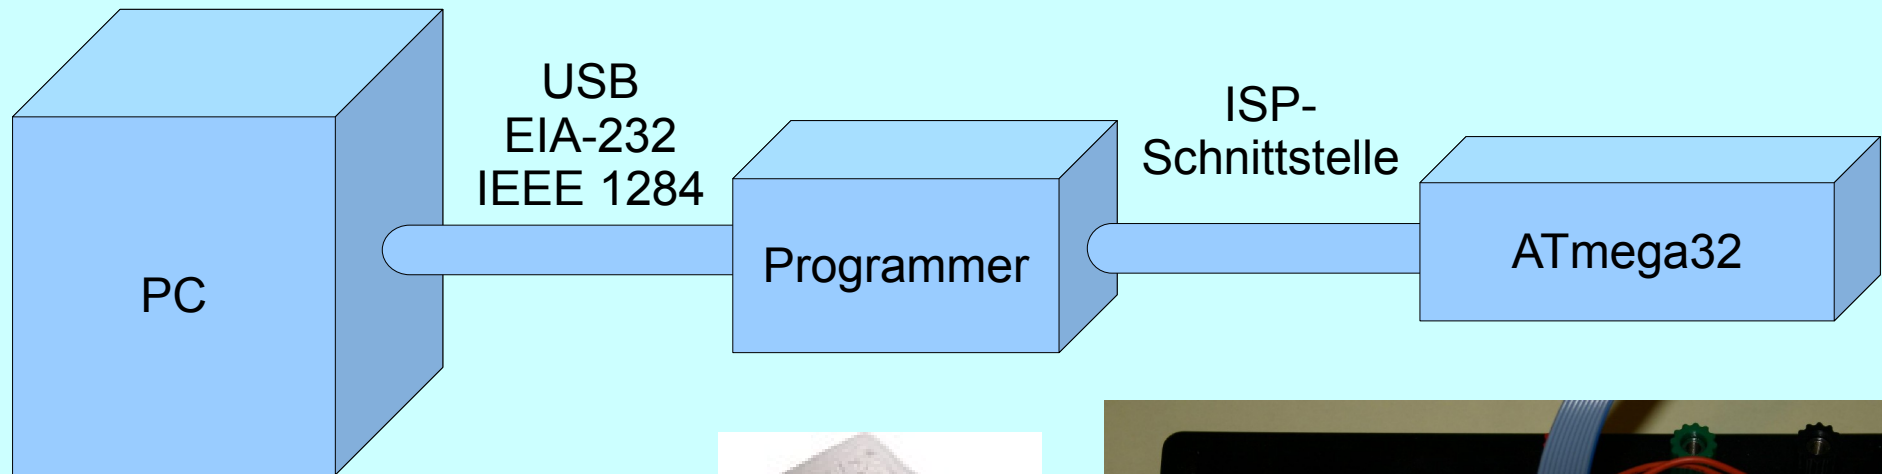 PC
USB
EIA-232
IEEE 1284
Programmer
ISP-
Schnittstelle
ATmega32